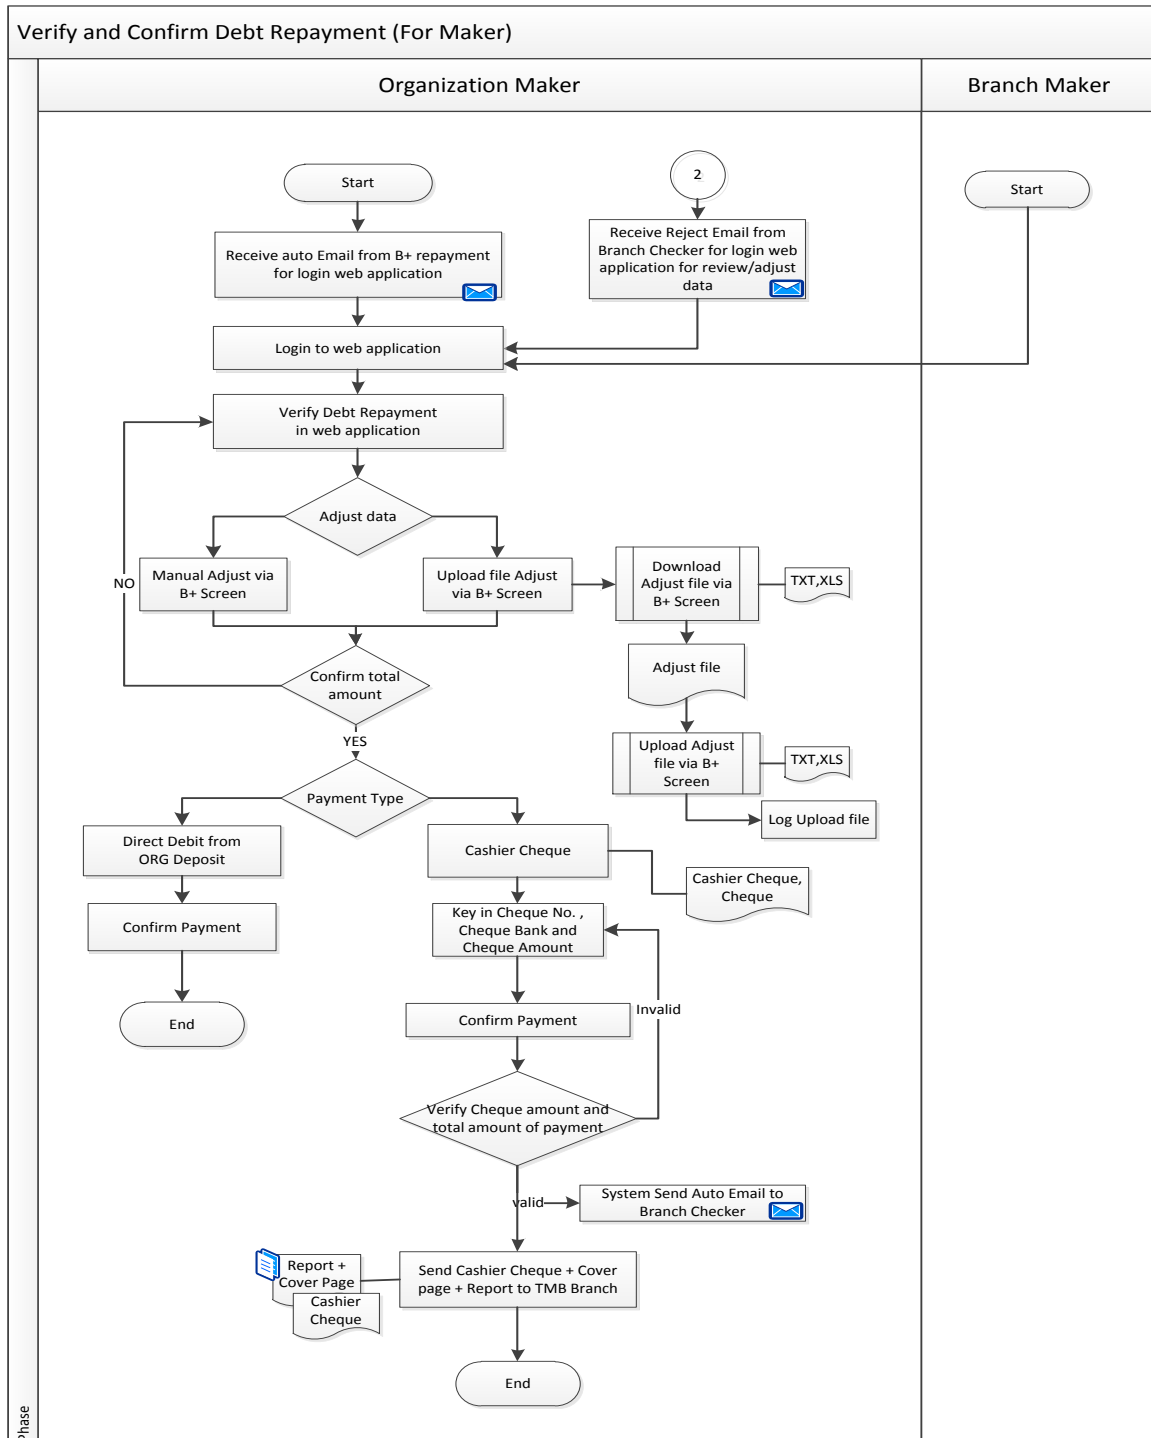 Verify and Confirm Debt Repayment (For Maker)
Organization Maker
Branch Maker
Start
2
Start
Receive auto Email from B+ repayment
for login web application
Receive Reject Email from
Branch Checker for login web
application for review/adjust
data
Login to web application
Verify Debt Repayment
in web application
Adjust data
NO
Manual Adjust via
B+ Screen
Upload file Adjust
via B+ Screen
Download
Adjust file via
B+ Screen
TXT,XLS
Adjust file
Confirm total
amount
YES
Upload Adjust
file via B+
Screen
TXT,XLS
Payment Type
Log Upload file
Direct Debit from
ORG Deposit
Cashier Cheque
Cashier Cheque,
Cheque
Confirm Payment
Key in Cheque No. ,
Cheque Bank and
Cheque Amount
Invalid
End
Confirm Payment
Verify Cheque amount and
total amount of payment
valid
System Send Auto Email to
Branch Checker
Report +
Cover Page
Cashier
Cheque
Send Cashier Cheque + Cover
page + Report to TMB Branch
End
Phase